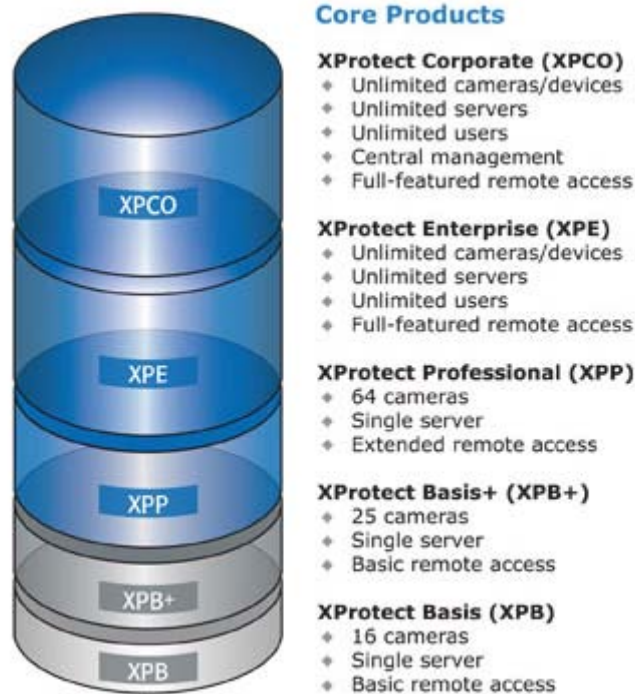 Core Products
XProtect Corporate (XPCO)
Unlimited cameras/devices
Unlimited servers
Unlimited users
Central management
Full-featured remote access
XProtect Enterprise (XPE)
Unlimited cameras/devices
Unlimited servers
Unlimited users
Full-featured remote access
XProtect Professional (XPP)
64 cameras
Single server
Extended remote access
XProtect Basis+ (XPB+)
25 cameras
Single server
Basic remote access
XProtect Basis (XPB)
16 cameras
Single server
Basic remote access
XPCO
XPE
XPP
XPB+
XPB